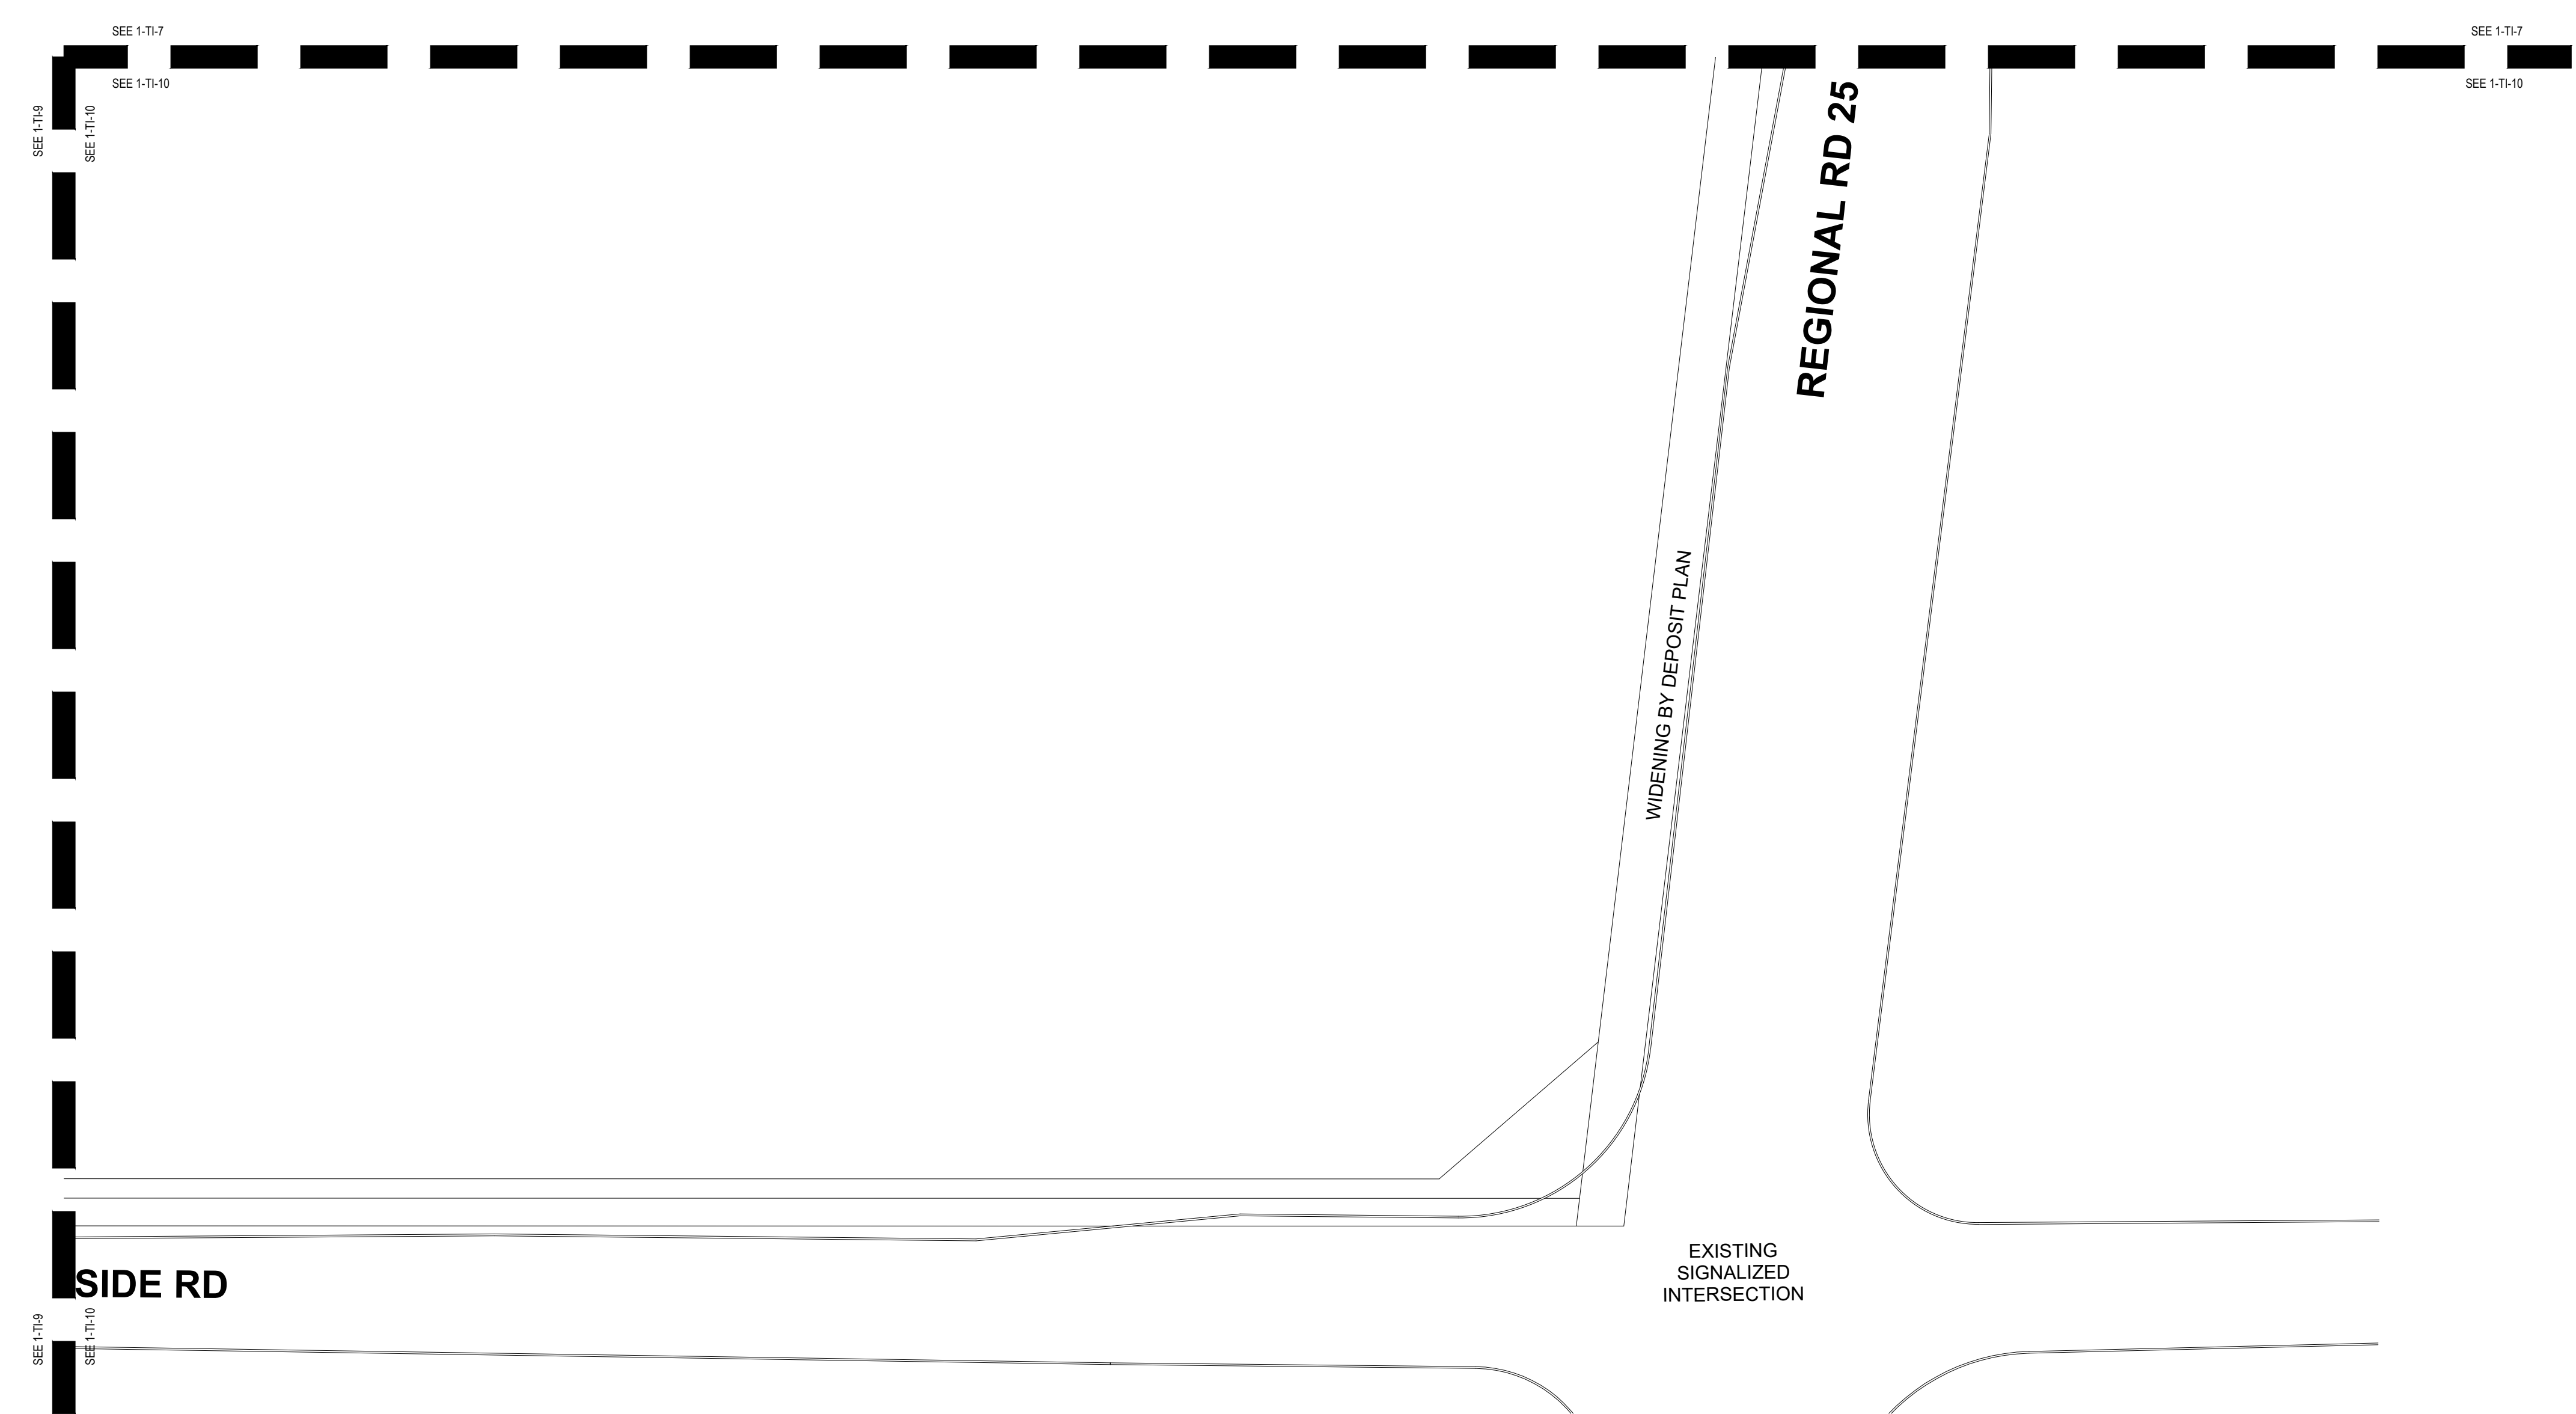 SEE 1-TI-7
SEE 1-TI-7
SEE 1-TI-10
SEE 1-TI-10
SEE 1-TI-9
SEE 1-TI-10
REGIONAL RD 25
WIDENING BY DEPOSIT PLAN
EXISTING
SIGNALIZED
INTERSECTION
SIDE RD
SEE 1-TI-9
SEE 1-TI-10